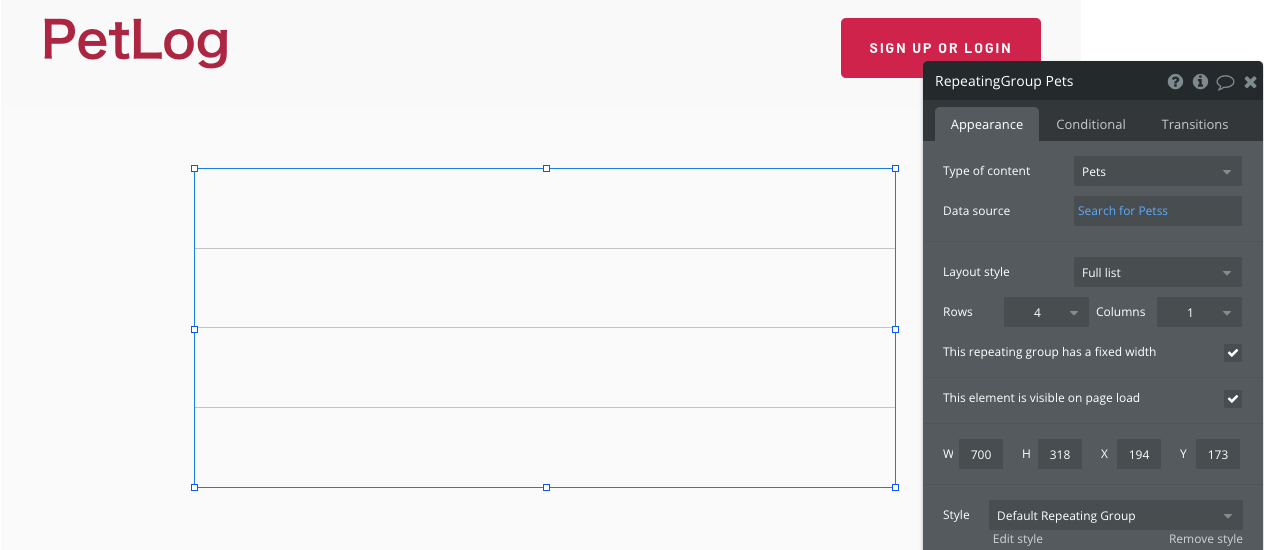 PetLog
SIGN UP OR LOGIN
RepeatingGroup Pets
Appearance Conditional Transitions
Type of content Pets
Data source Search for Petss
Layout style Full list
Rows 4 Columns 1
This repeating group has a fixed width
This element is visible on page load
W 700 H 318 X 194 Y 173
Style Default Repeating Group
Edit style Remove style